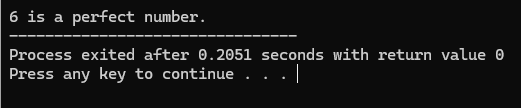 6 is a perfect number.
--------------------------------
Process exited after 0.2051 seconds with return value 0
Press any key to continue . . .